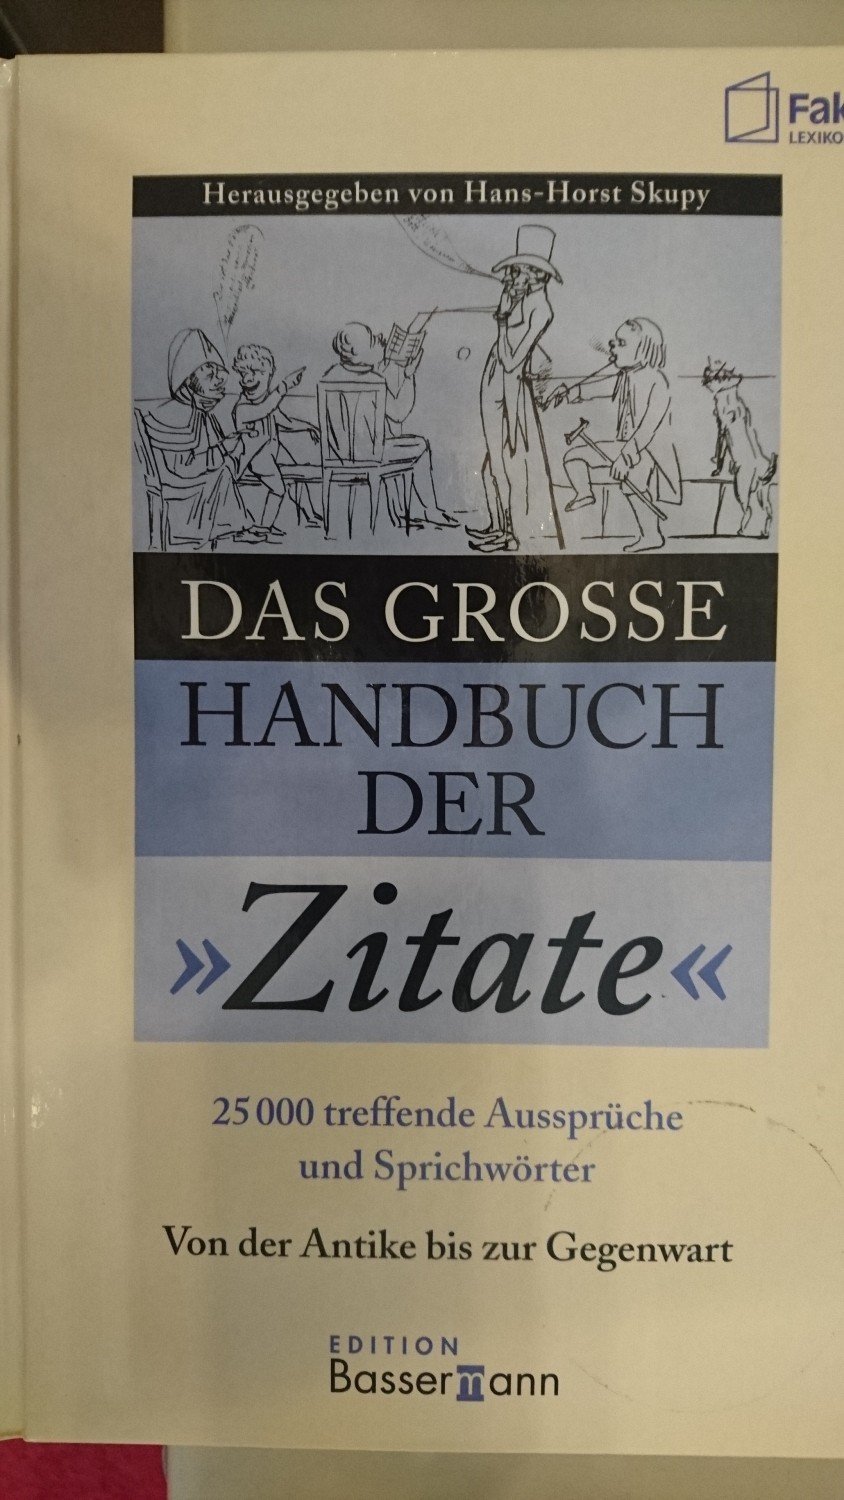 Fak
LEXIKO
Herausgegeben von Hans-Horst Skupy
DAS GROSSE
HANDBUCH
DER
»Zitate«
25 000 treffende Aussprüche
und Sprichwörter
Von der Antike bis zur Gegenwart
EDITION
Bassermann